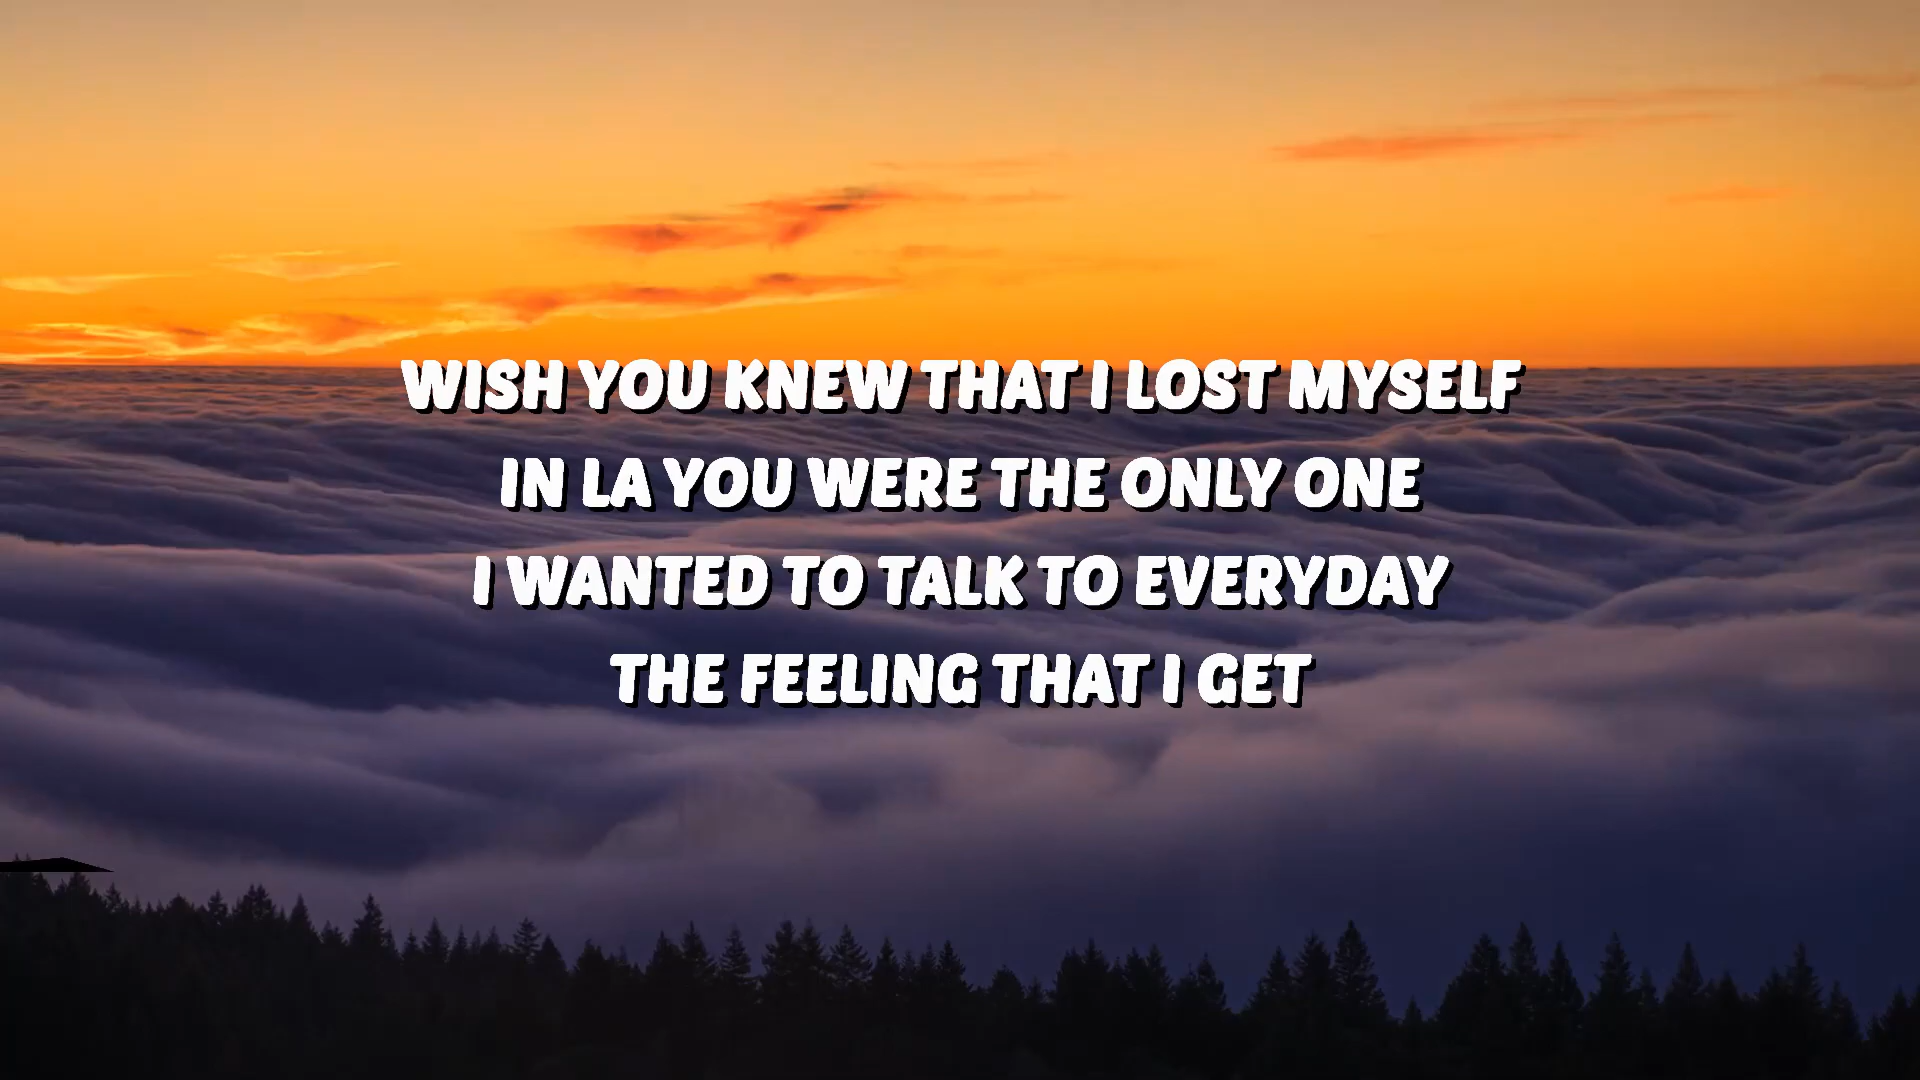 WISH YOU KNEW THAT I LOST MYSELF
IN LA YOU WERE THE ONLY ONE
I WANTED TO TALK TO EVERYDAY
THE FEELING THAT I GET